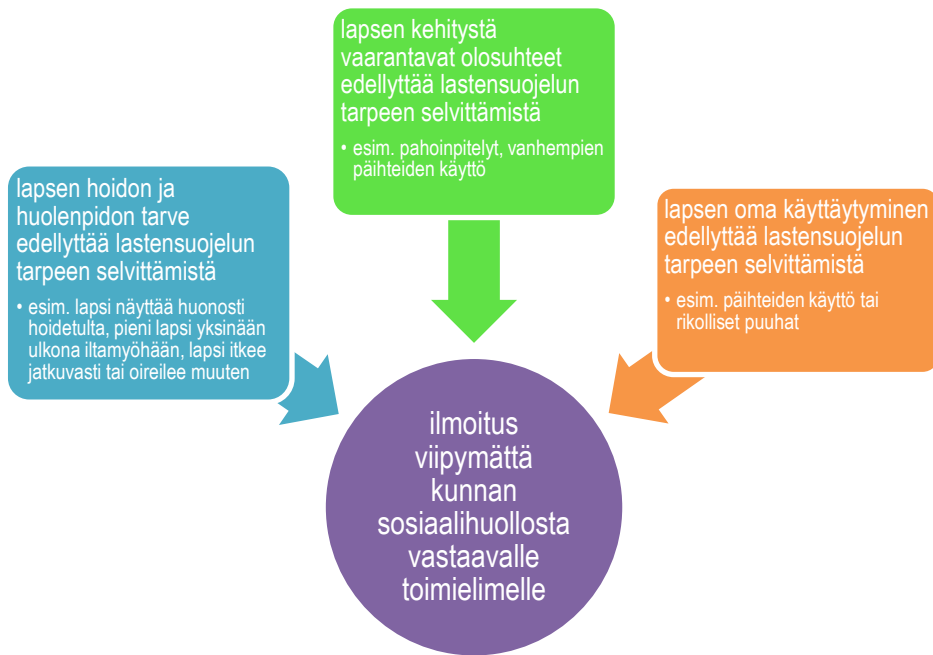 lapsen kehitystä
vaarantavat olosuhteet
edellyttää lastensuojelun
tarpeen selvittämistä
• esim. pahoinpitelyt, vanhempien
päihteiden käyttö
lapsen hoidon ja
huolenpidon tarve
edellyttää lastensuojelun
tarpeen selvittämistä
• esim. lapsi näyttää huonosti
hoidetulta, pieni lapsi yksinään
ulkona iltamyöhään, lapsi itkee
jatkuvasti tai oireilee muuten
lapsen oma käyttäytyminen
edellyttää lastensuojelun
tarpeen selvittämistä
• esim. päihteiden käyttö tai
rikolliset puuhat
ilmoitus
viipymättä
kunnan
sosiaalihuollosta
vastaavalle
toimielimelle